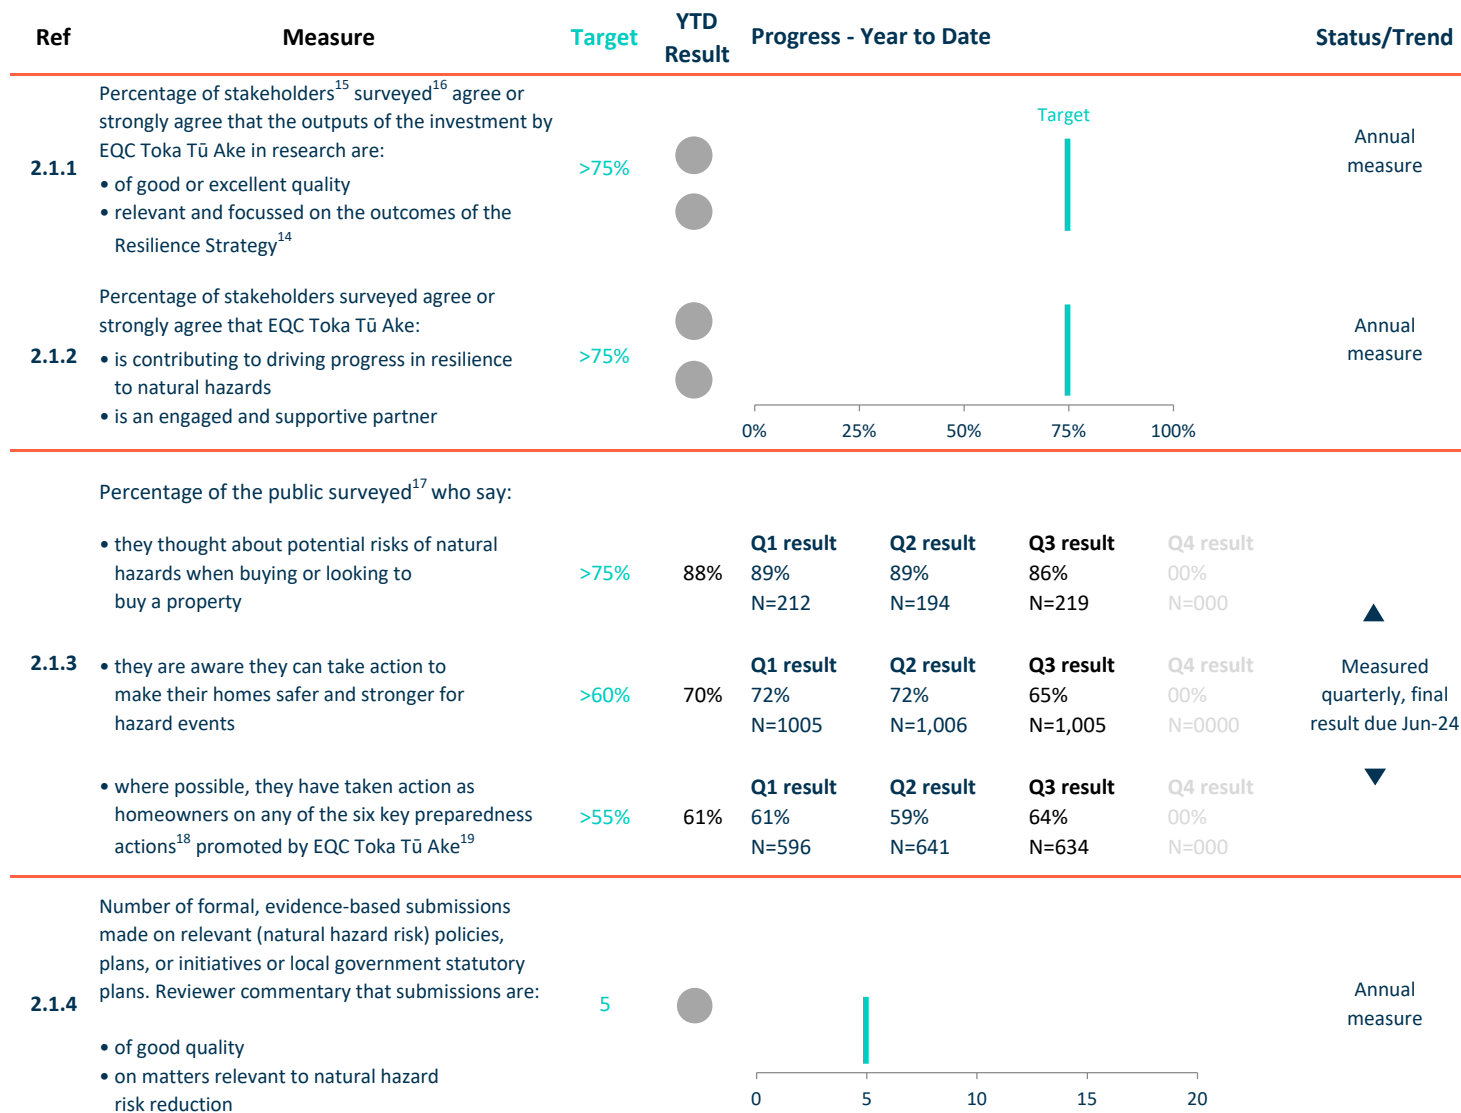 Ref Measure Target YTD Result Progress - Year to Date Status/Trend
Percentage of stakeholders15 surveyed16 agree or
strongly agree that the outputs of the investment by
EQC Toka Tū Ake in research are:
• of good or excellent quality
• relevant and focussed on the outcomes of the
Resilience Strategy14
2.1.1
>75%
Target
Annual
measure
Percentage of stakeholders surveyed agree or
strongly agree that EQC Toka Tū Ake:
• is contributing to driving progress in resilience
to natural hazards
• is an engaged and supportive partner
2.1.2
>75%
Annual
measure
0% 25% 50% 75% 100%
Percentage of the public surveyed17 who say:
2.1.3
• they thought about potential risks of natural
hazards when buying or looking to
buy a property
>75%
88%
Q1 result Q2 result Q3 result Q4 result
89% 89% 86% 00%
N=212 N=194 N=219 N=000
▲
• they are aware they can take action to
make their homes safer and stronger for
hazard events
>60%
70%
Q1 result Q2 result Q3 result Q4 result
72% 72% 65% 00%
N=1005 N=1,006 N=1,005 N=0000
Measured
quarterly, final
result due Jun-24
▼
• where possible, they have taken action as
homeowners on any of the six key preparedness
actions18 promoted by EQC Toka Tū Ake19
>55%
61%
Q1 result Q2 result Q3 result Q4 result
61% 59% 64% 00%
N=596 N=641 N=634 N=000
Number of formal, evidence-based submissions
made on relevant (natural hazard risk) policies,
plans, or initiatives or local government statutory
plans. Reviewer commentary that submissions are:
• of good quality
• on matters relevant to natural hazard
risk reduction
2.1.4
5
Annual
measure
0 5 10 15 20